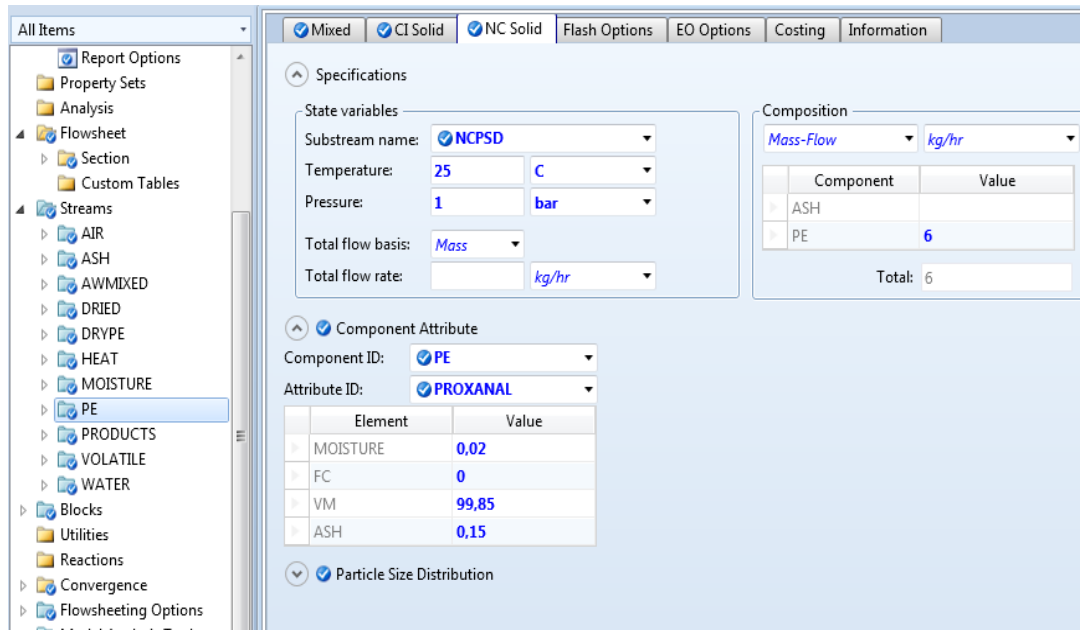 All Items
Report Options
Property Sets
Analysis
Flowsheet
Section
Custom Tables
Streams
AIR
ASH
AWMIXED
DRIED
DRYPE
HEAT
MOISTURE
PE
PRODUCTS
VOLATILE
WATER
Blocks
Utilities
Reactions
Convergence
Flowsheeting Options
Mixed CI Solid NC Solid Flash Options EO Options Costing Information
Specifications
State variables
Substream name: NCPSD
Temperature: 25 C
Pressure: 1 bar
Total flow basis: Mass
Total flow rate: kg/hr
Composition
Mass-Flow kg/hr
Component Value
ASH
PE 6
Total: 6
Component Attribute
Component ID: PE
Attribute ID: PROXANAL
Element Value
MOISTURE 0,02
FC 0
VM 99,85
ASH 0,15
Particle Size Distribution